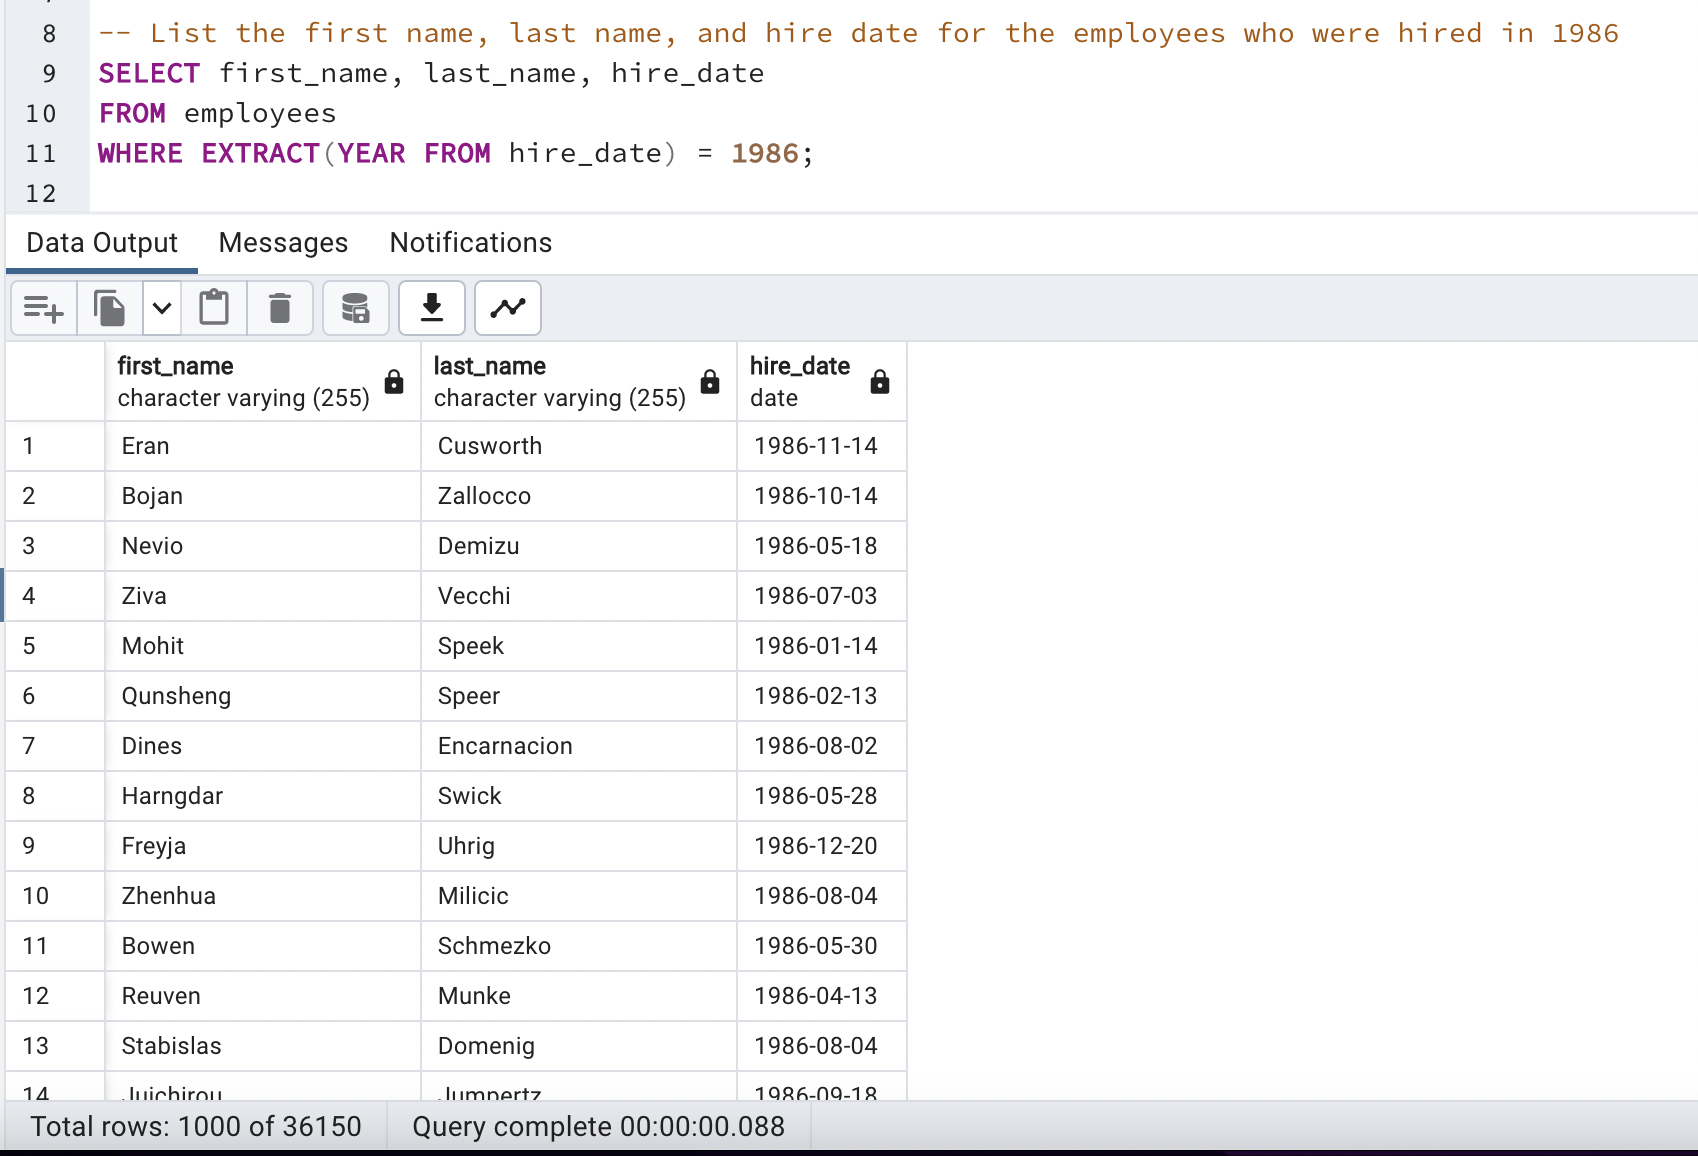 8 -- List the first name, last name, and hire date for the employees who were hired in 1986
9 SELECT first_name, last_name, hire_date
10 FROM employees
11 WHERE EXTRACT(YEAR FROM hire_date) = 1986;
12
Data Output Messages Notifications
first_name last_name hire_date
character varying (255) character varying (255) date
1 Eran Cusworth 1986-11-14
2 Bojan Zallocco 1986-10-14
3 Nevio Demizu 1986-05-18
4 Ziva Vecchi 1986-07-03
5 Mohit Speek 1986-01-14
6 Qunsheng Speer 1986-02-13
7 Dines Encarnacion 1986-08-02
8 Harngdar Swick 1986-05-28
9 Freyja Uhrig 1986-12-20
10 Zhenhua Milicic 1986-08-04
11 Bowen Schmezko 1986-05-30
12 Reuven Munke 1986-04-13
13 Stabislas Domenig 1986-08-04
14 Juichirou Jumpertz 1986-09-18
Total rows: 1000 of 36150 Query complete 00:00:00.088